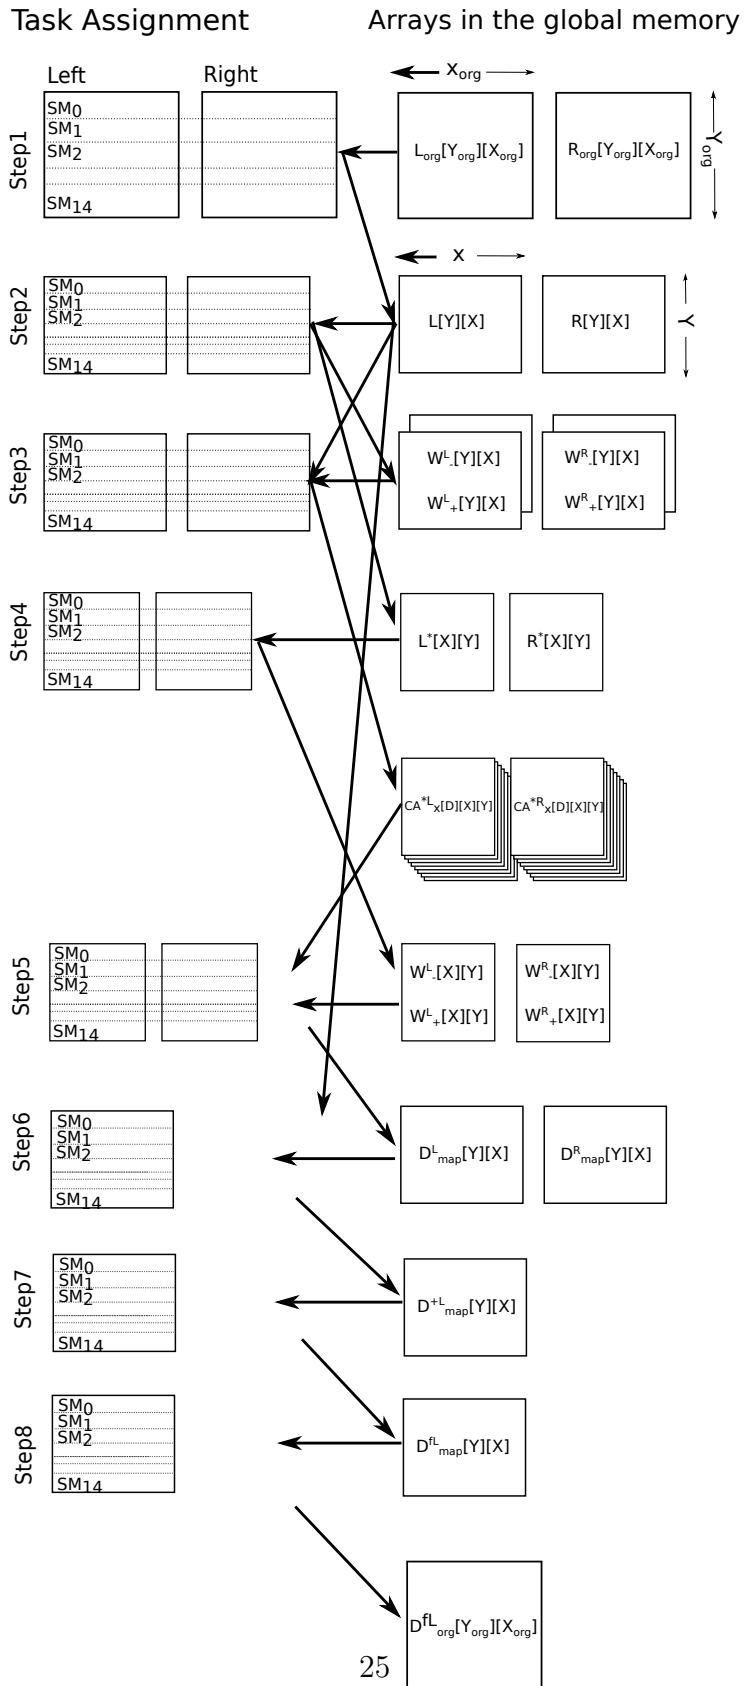 Task Assignment
Arrays in the global memory
Left
Right
Xorg
Step1
SM0
SM1
SM2
SM14
Lorg[Yorg][Xorg]
Rorg[Yorg][Xorg]
Yorg
X
Step2
SM0
SM1
SM2
SM14
L[Y][X]
R[Y][X]
Y
Step3
SM0
SM1
SM2
SM14
WL-[Y][X]
WR-[Y][X]
WL+[Y][X]
WR+[Y][X]
Step4
SM0
SM1
SM2
SM14
L*[X][Y]
R*[X][Y]
CA*Lx[D][X][Y]
CA*Rx[D][X][Y]
Step5
SM0
SM1
SM2
SM14
WL-[X][Y]
WR-[X][Y]
WL+[X][Y]
WR+[X][Y]
Step6
SM0
SM1
SM2
SM14
DLmap[Y][X]
DRmap[Y][X]
Step7
SM0
SM1
SM2
SM14
D+Lmap[Y][X]
Step8
SM0
SM1
SM2
SM14
DfLmap[Y][X]
DfLorg[Yorg][Xorg]
25